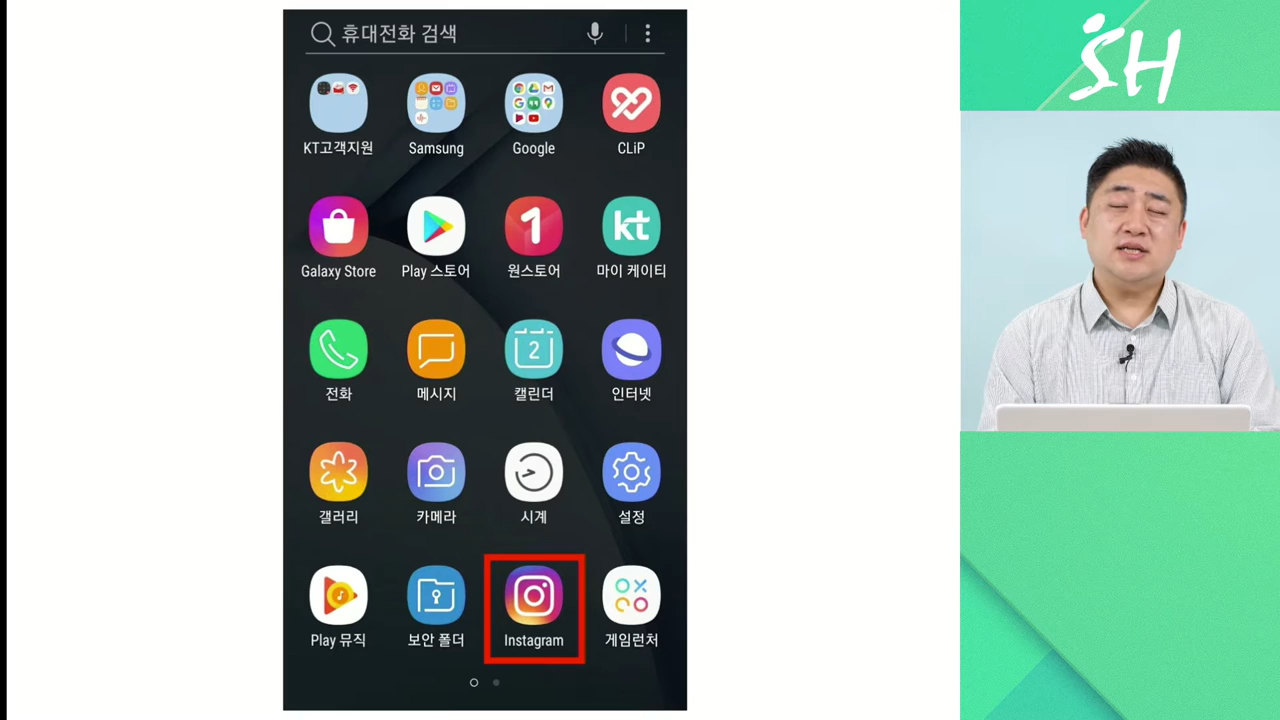 휴대전화 검색
KT고객지원 Samsung Google CLiP
Galaxy Store Play 스토어 원스토어 마이 케이티
전화 메시지 캘린더 인터넷
갤러리 카메라 시계 설정
Play 뮤직 보안 폴더 Instagram 게임런처
1
kt
2
SH